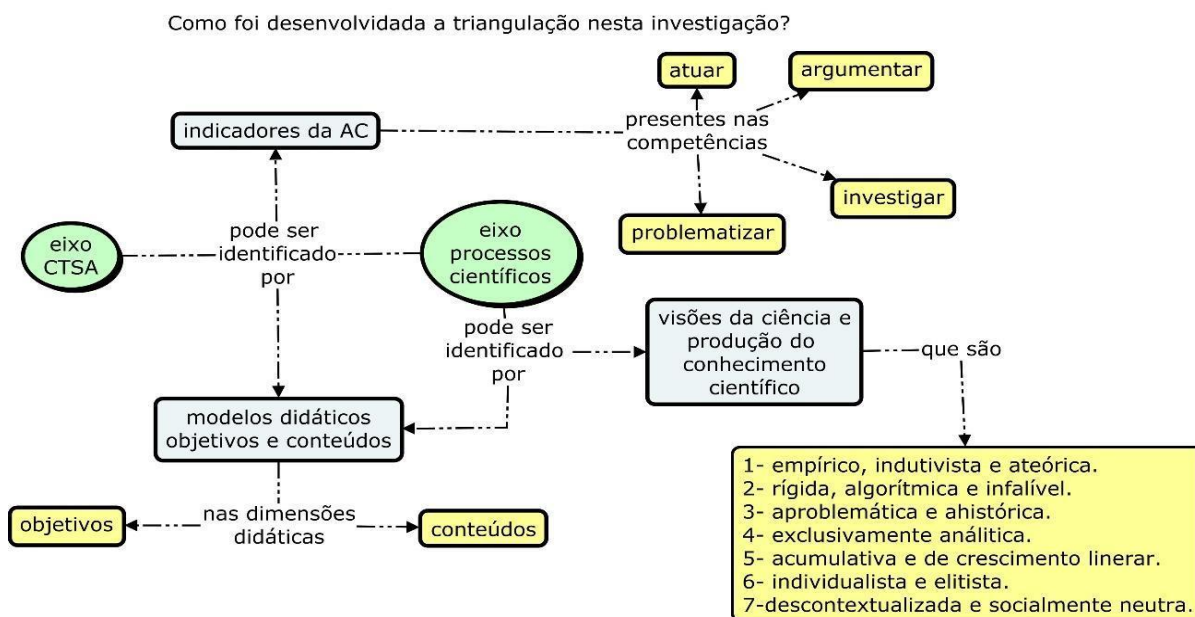 Como foi desenvolvidada a triangulação nesta investigação?
atuar
argumentar
indicadores da AC
presentes nas
competências
investigar
problematizar
eixo
CTSA
pode ser
identificado
por
eixo
processos
científicos
pode ser
identificado
por
visões da ciência e
produção do
conhecimento
científico
que são
modelos didáticos
objetivos e conteúdos
objetivos
nas dimensões
didáticas
conteúdos
1- empírico, indutivista e ateórica.
2- rígida, algorítmica e infalível.
3- aproblemática e ahistórica.
4- exclusivamente análitica.
5- acumulativa e de crescimento linerar.
6- individualista e elitista.
7-descontextualizada e socialmente neutra.